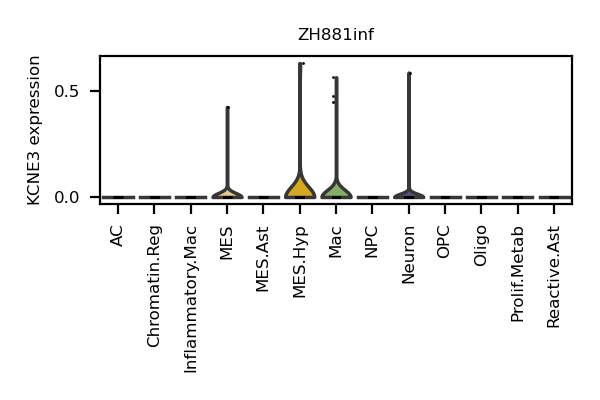 ZH881inf
KCNE3 expression
0.5
0.0
AC
Chromatin.Reg
Inflammatory.Mac
MES
MES.Ast
MES.Hyp
Mac
NPC
Neuron
OPC
Oligo
Prolif.Metab
Reactive.Ast